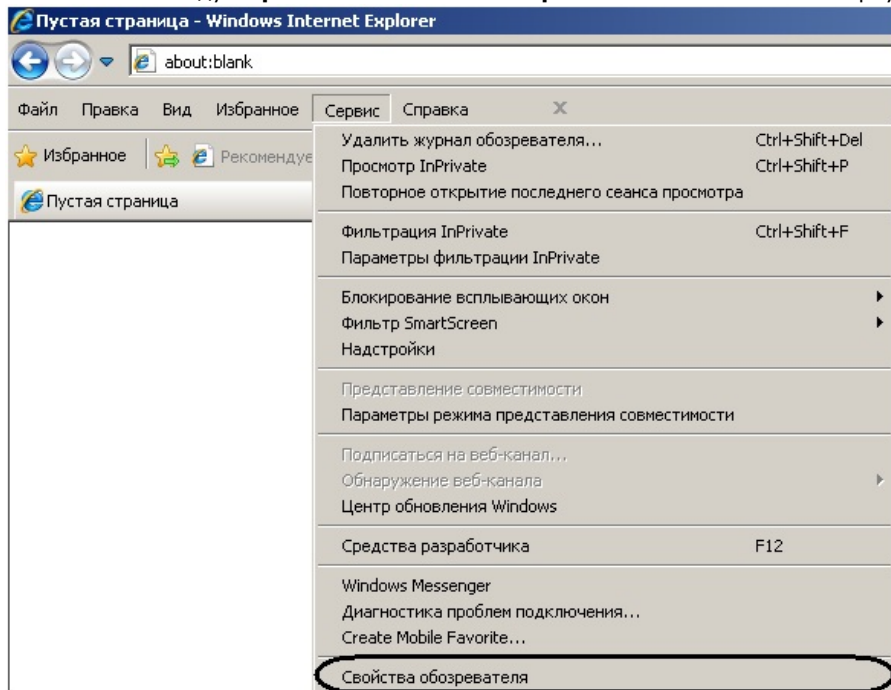 Пустая страница - Windows Internet Explorer
about:blank
Файл Правка Вид Избранное Сервис Справка X
Избранное
Пустая страница
Удалить журнал обозревателя... Ctrl+Shift+Del
Просмотр InPrivate Ctrl+Shift+P
Повторное открытие последнего сеанса просмотра
Фильтрация InPrivate Ctrl+Shift+F
Параметры фильтрации InPrivate
Блокирование всплывающих окон
Фильтр SmartScreen
Надстройки
Представление совместимости
Параметры режима представления совместимости
Подписаться на веб-канал...
Обнаружение веб-канала
Центр обновления Windows
Средства разработчика F12
Windows Messenger
Диагностика проблем подключения...
Create Mobile Favorite...
Свойства обозревателя